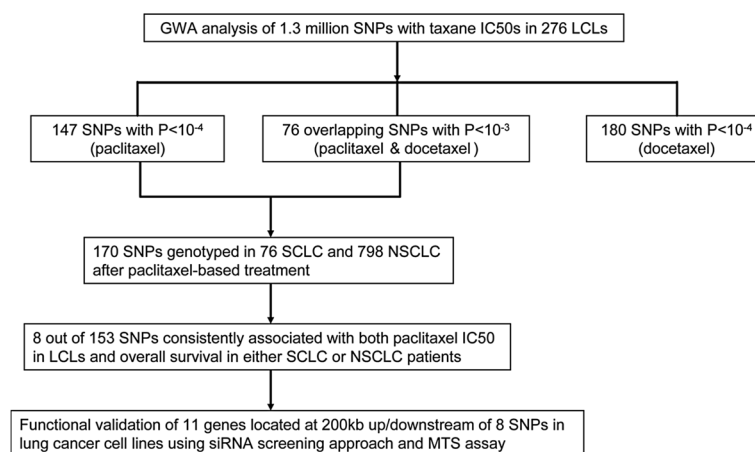 GWA analysis of 1.3 million SNPs with taxane IC50s in 276 LCLs
147 SNPs with P<10-4
(paclitaxel)
76 overlapping SNPs with P<10-3
(paclitaxel & docetaxel )
180 SNPs with P<10-4
(docetaxel)
170 SNPs genotyped in 76 SCLC and 798 NSCLC
after paclitaxel-based treatment
8 out of 153 SNPs consistently associated with both paclitaxel IC50
in LCLs and overall survival in either SCLC or NSCLC patients
Functional validation of 11 genes located at 200kb up/downstream of 8 SNPs in
lung cancer cell lines using siRNA screening approach and MTS assay